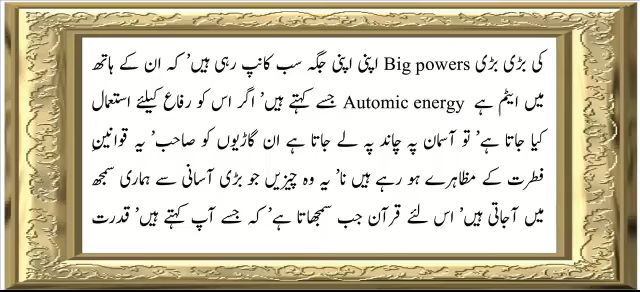 کی بڑی بڑی Big powers اپنی اپنی جگہ سب کانپ رہی ہیں’ کہ ان کے ہاتھ
میں ایٹم ہے Automic energy جسے کہتے ہیں’ اگر اس کو رفاع کیلئے استعمال
کیا جاتا ہے’ تو آسمان پہ چاند پہ لے جاتا ہے ان گاڑیوں کو صاحب’ یہ قوانینِ
فطرت کے مظاہرے ہو رہے ہیں نا’ یہ وہ چیزیں جو بڑی آسانی سے ہماری سمجھ
میں آجاتی ہیں’ اس لئے قرآن جب سمجھاتا ہے’ کہ جسے آپ کہتے ہیں’ قدرت